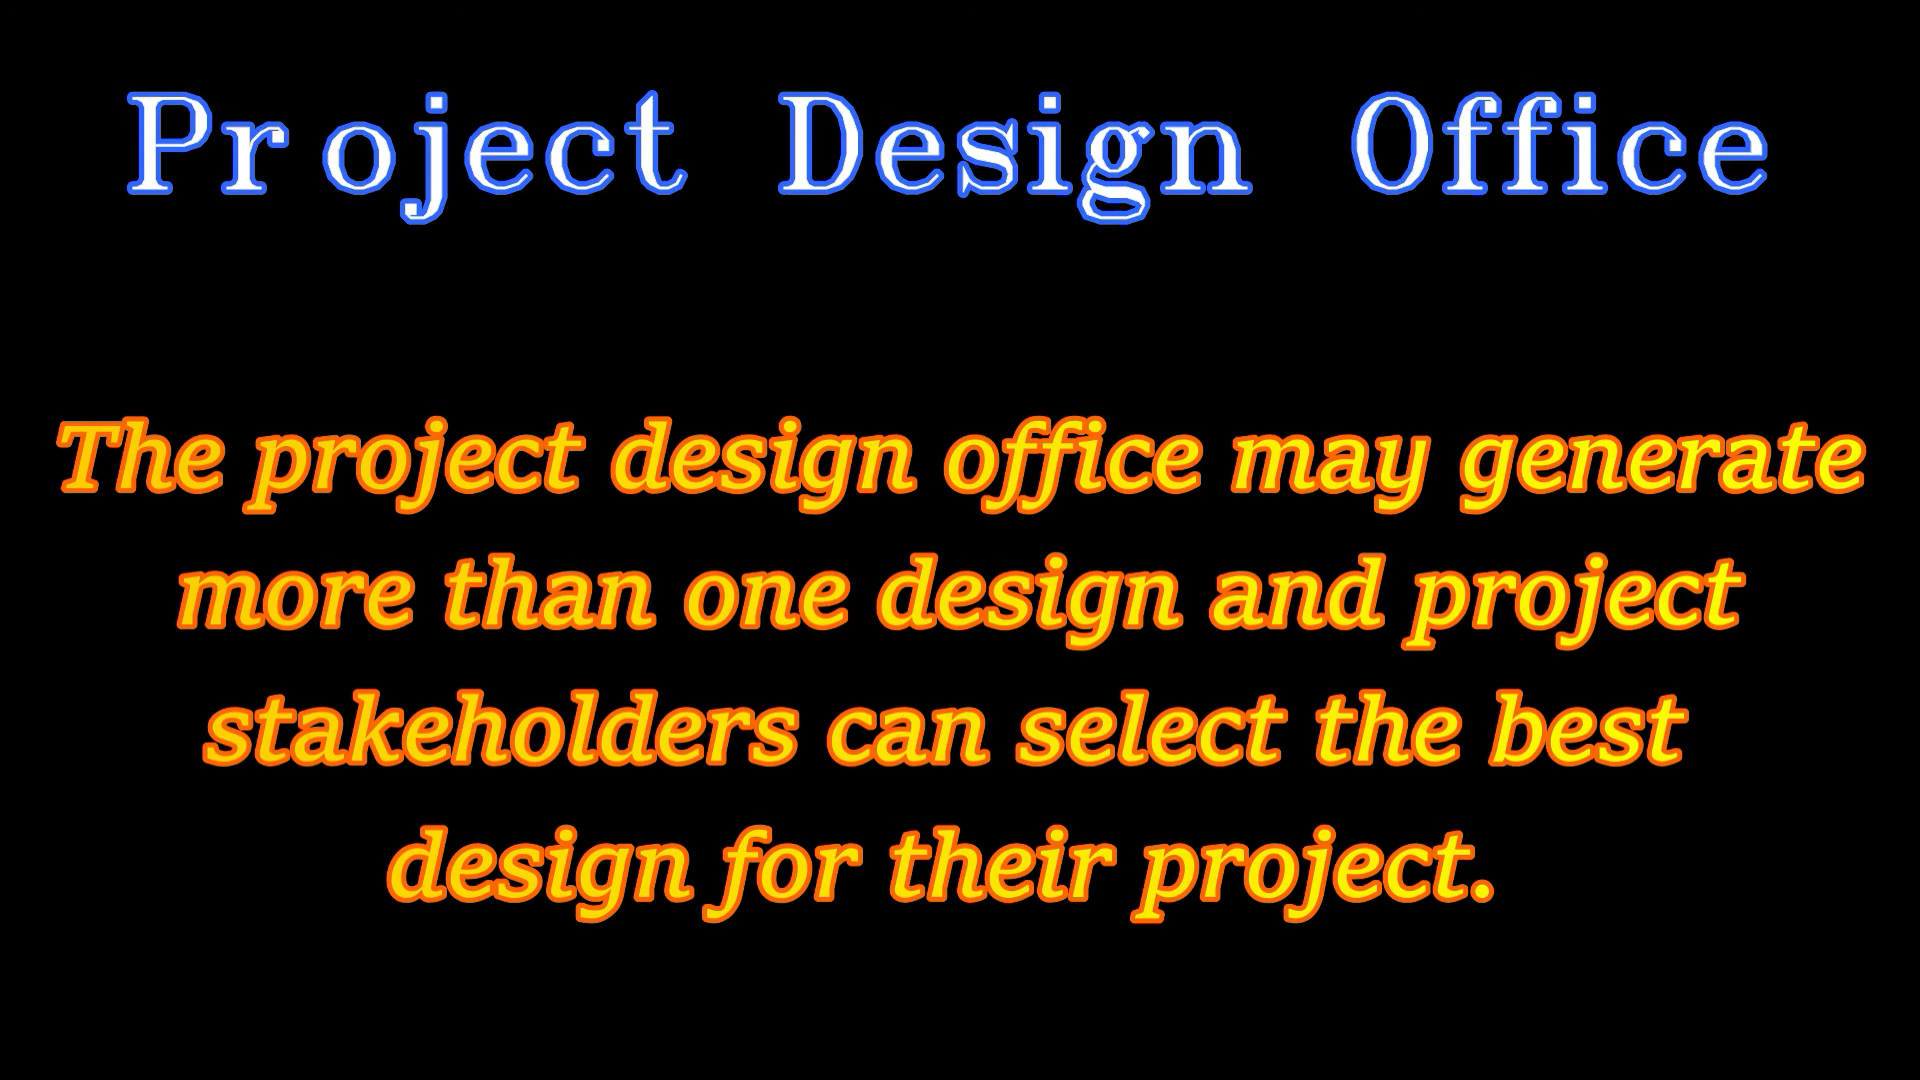 Project Design Office
The project design office may generate
more than one design and project
stakeholders can select the best
design for their project.